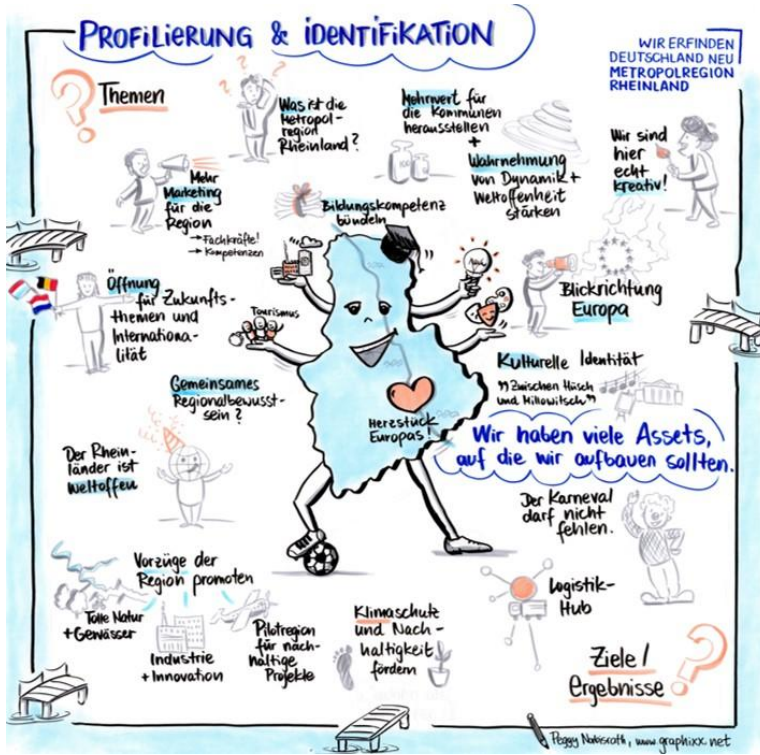 PROFILIERUNG & IDENTIFIKATION
WIR ERFINDEN
DEUTSCHLAND NEU
METROPOLREGION
RHEINLAND
Themen
Was ist die
Metropol-
region
Rheinland?
Mehrwert für
die Kommunen
herausstellen
+
Wahrnehmung
von Dynamik +
Weltoffenheit
stärken
Wir sind
hier
echt
kreativ!
Mehr
Marketing
für die
Region
→ Fachkräfte!
→ Kompetenzen
Bildungskompetenz
bündeln
Öffnung
für Zukunfts-
themen und
Internationa-
lität
Tourismus
Blickrichtung
Europa
Kulturelle Identität
"Zwischen Hüsch
und Millowitsch"
Gemeinsames
Regionalbewusst-
sein?
Herzstück
Europas!
Wir haben viele Assets,
auf die wir aufbauen sollten.
Der Rhein-
länder ist
weltoffen
Der Karneval
darf nicht
fehlen.
Vorzüge der
Region promoten
Tolle Natur
+ Gewässer
Industrie
+ Innovation
Pilotregion
für nach-
haltige
Projekte
Klimaschutz
und Nach-
haltigkeit
fördern
Logistik-
Hub
Ziele /
Ergebnisse
www.graphixx.net